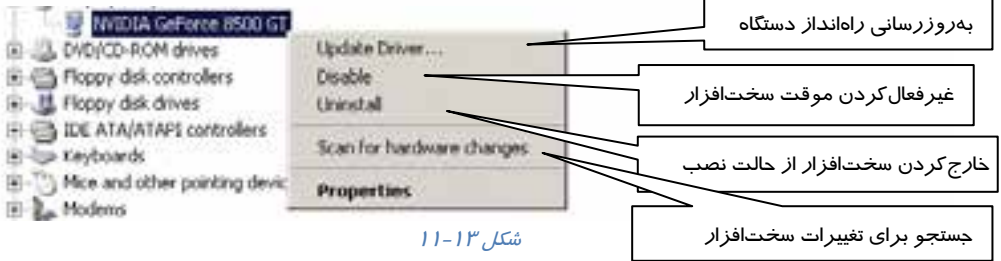 NVIDIA GeForce 8500 GT
DVD/CD-ROM drives
Floppy disk controllers
Floppy disk drives
IDE ATA/ATAPI controllers
Keyboards
Mice and other pointing devic
Modems
Update Driver...
Disable
Uninstall
Scan for hardware changes
Properties
به‌روزرسانی راه‌انداز دستگاه
غیرفعال‌کردن موقت سخت‌افزار
خارج‌کردن سخت‌افزار از حالت نصب
جستجو برای تغییرات سخت‌افزار
شکل ۱۳-۱۱